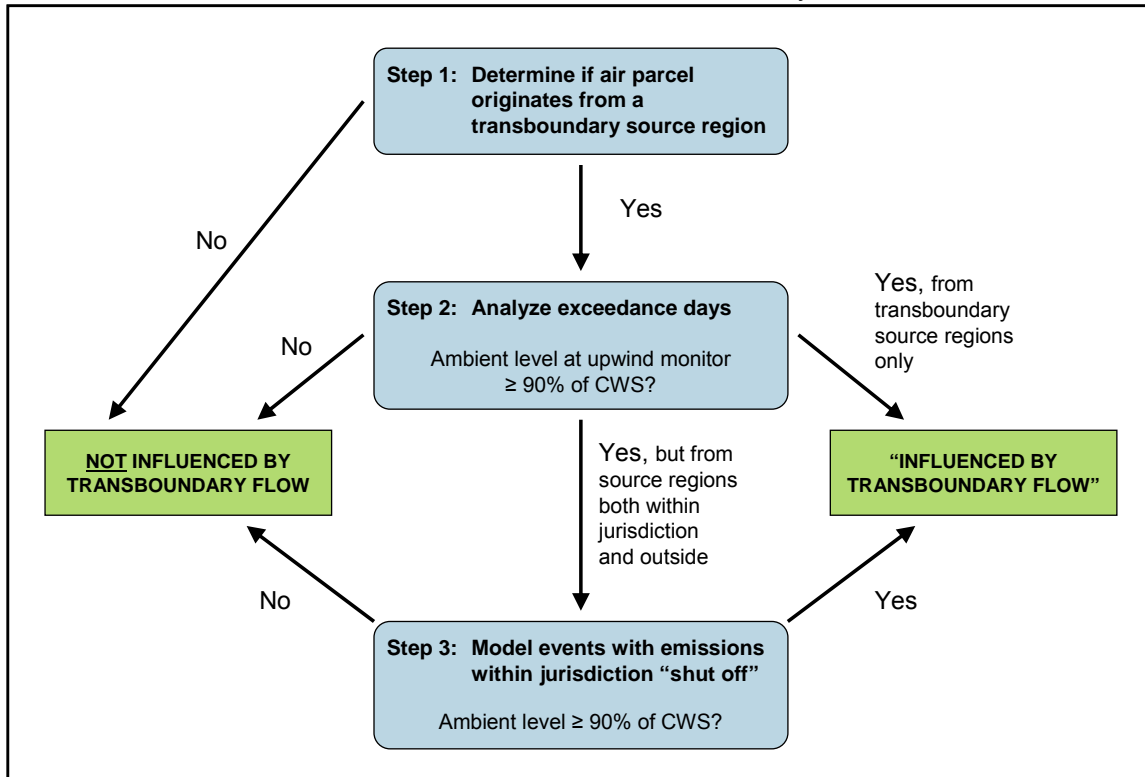 Step 1: Determine if air parcel
originates from a
transboundary source region
No
Yes
Step 2: Analyze exceedance days
Ambient level at upwind monitor
≥ 90% of CWS?
No
Yes, from
transboundary
source regions
only
NOT INFLUENCED BY
TRANSBOUNDARY FLOW
Yes, but from
source regions
both within
jurisdiction
and outside
“INFLUENCED BY
TRANSBOUNDARY FLOW”
No
Yes
Step 3: Model events with emissions
within jurisdiction “shut off”
Ambient level ≥ 90% of CWS?